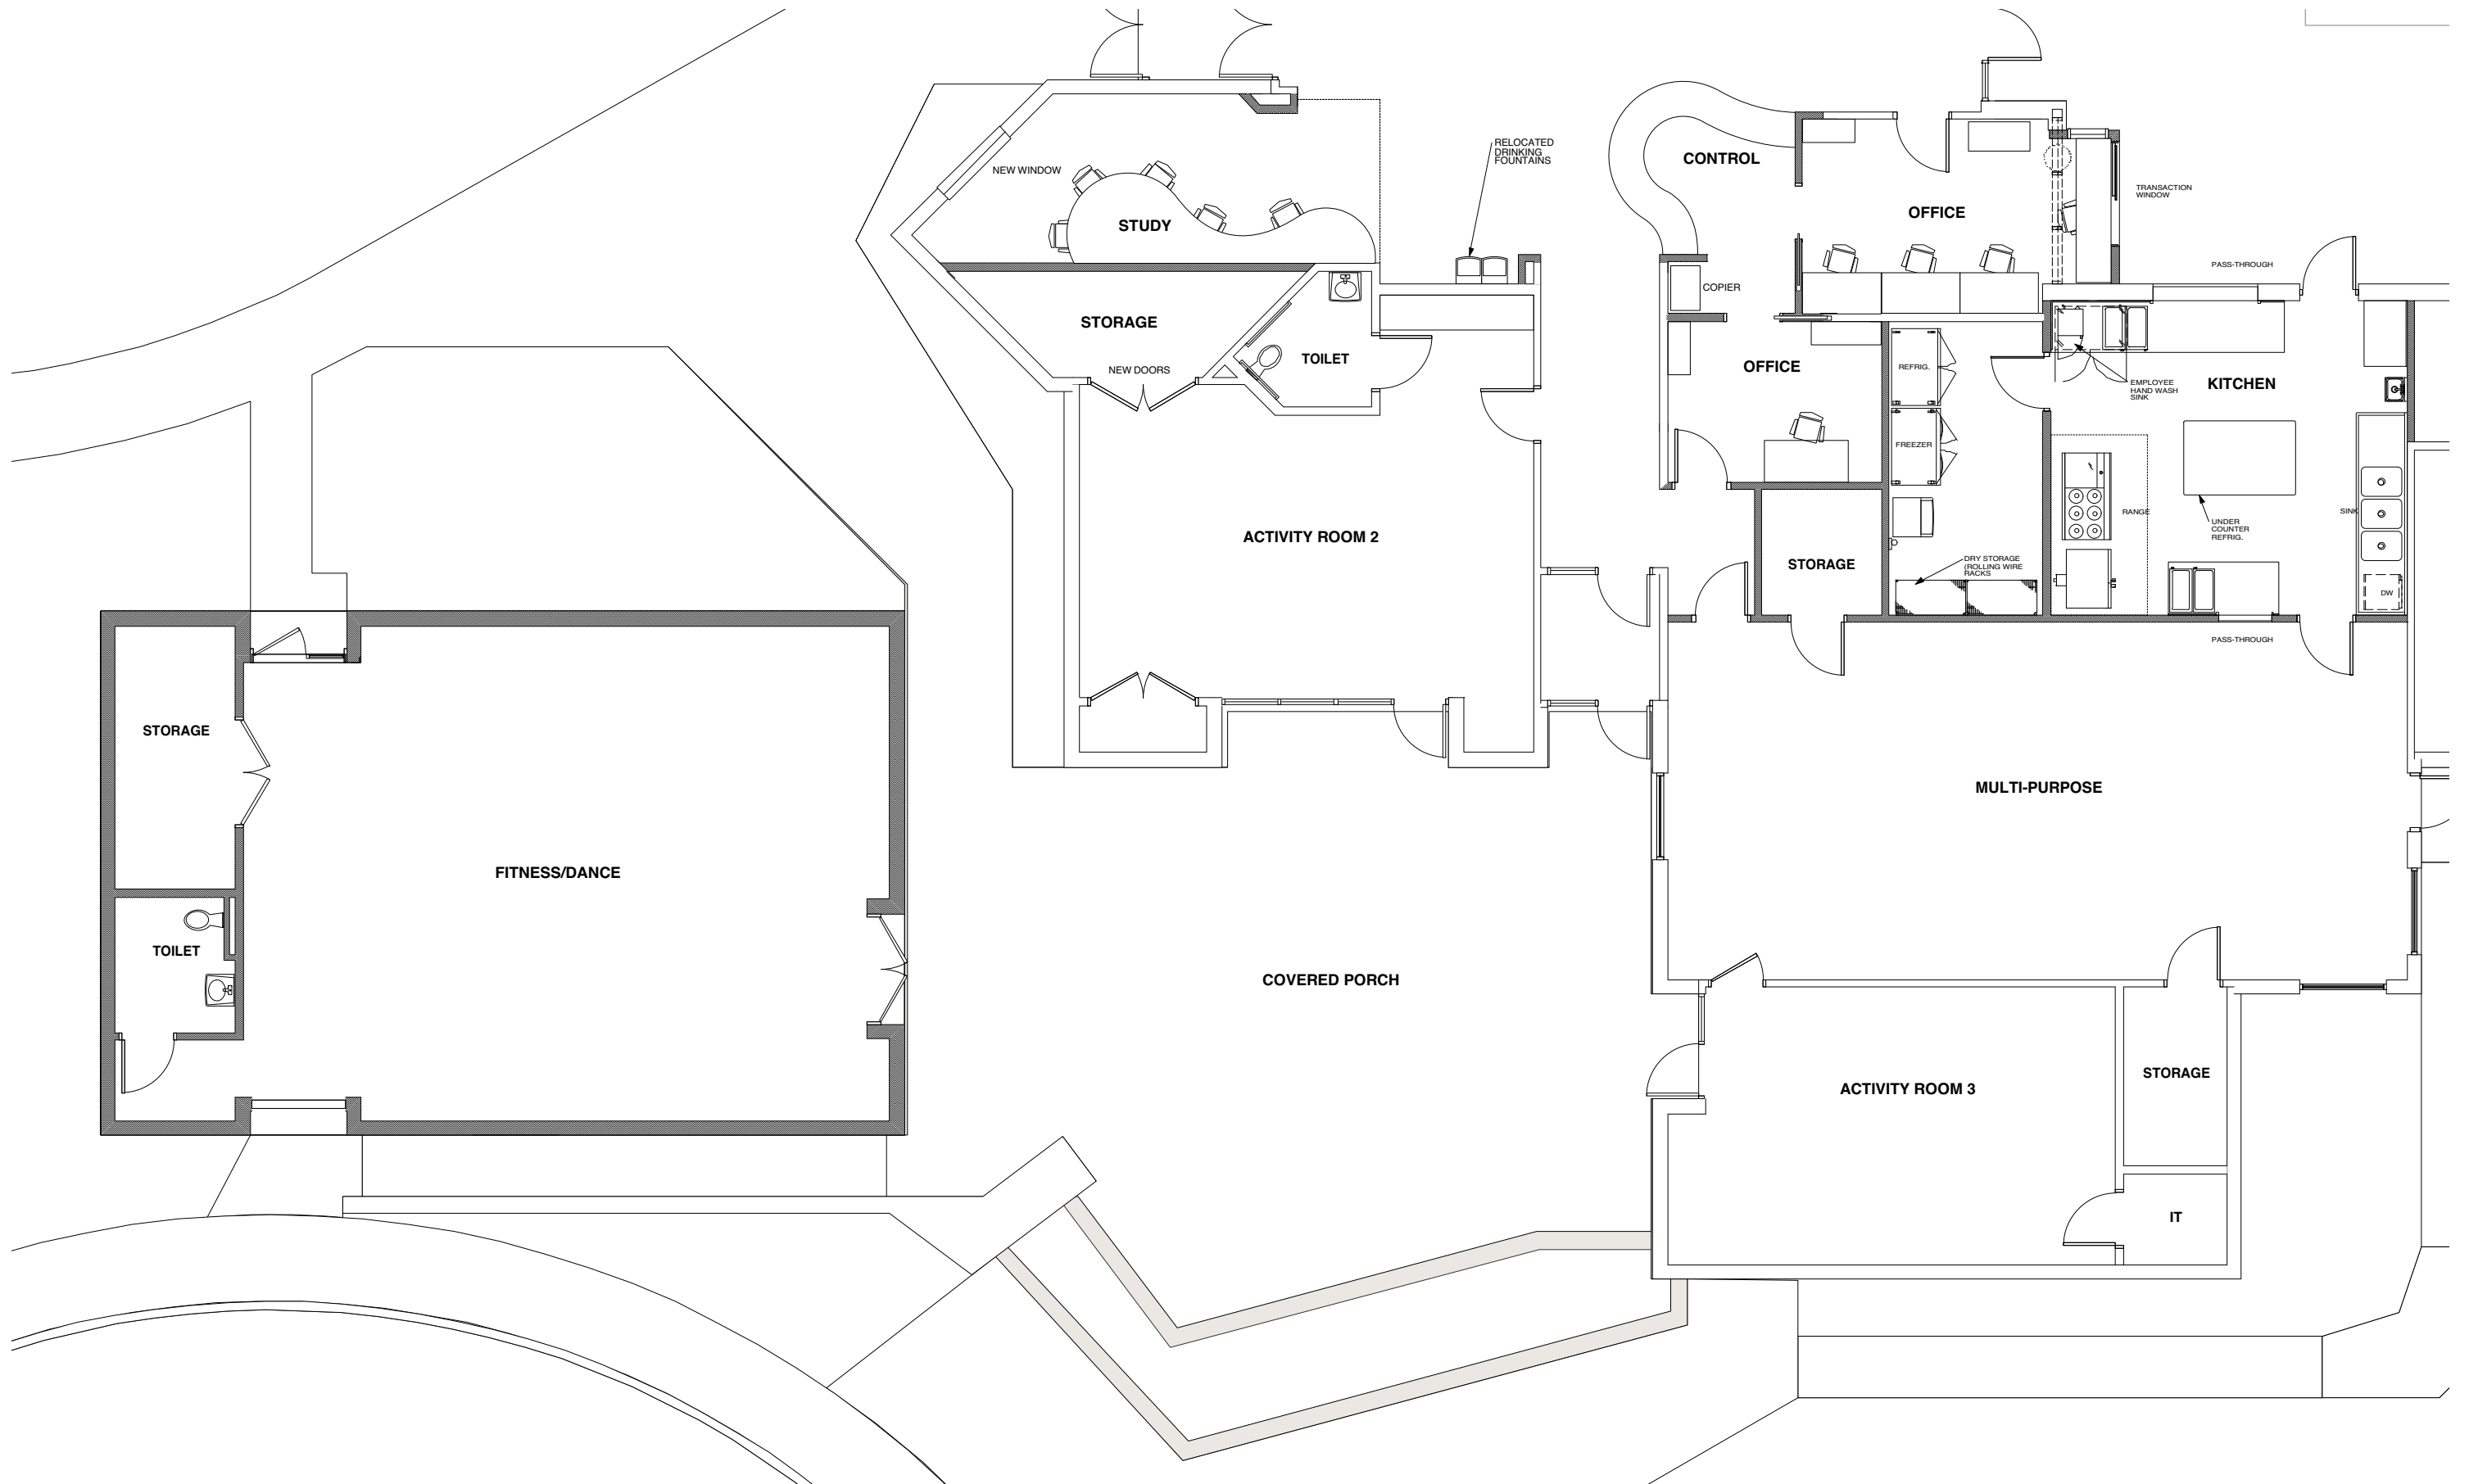 RELOCATED
DRINKING
FOUNTAINS
CONTROL
NEW WINDOW
TRANSACTION
WINDOW
OFFICE
STUDY
PASS-THROUGH
COPIER
STORAGE
TOILET
NEW DOORS
OFFICE
REFRIG.
EMPLOYEE
HAND WASH
SINK
KITCHEN
FREEZER
RANGE
SINK
UNDER
COUNTER
REFRIG.
ACTIVITY ROOM 2
STORAGE
DRY STORAGE
(ROLLING WIRE
RACKS
DW
PASS-THROUGH
STORAGE
MULTI-PURPOSE
FITNESS/DANCE
TOILET
COVERED PORCH
STORAGE
ACTIVITY ROOM 3
IT